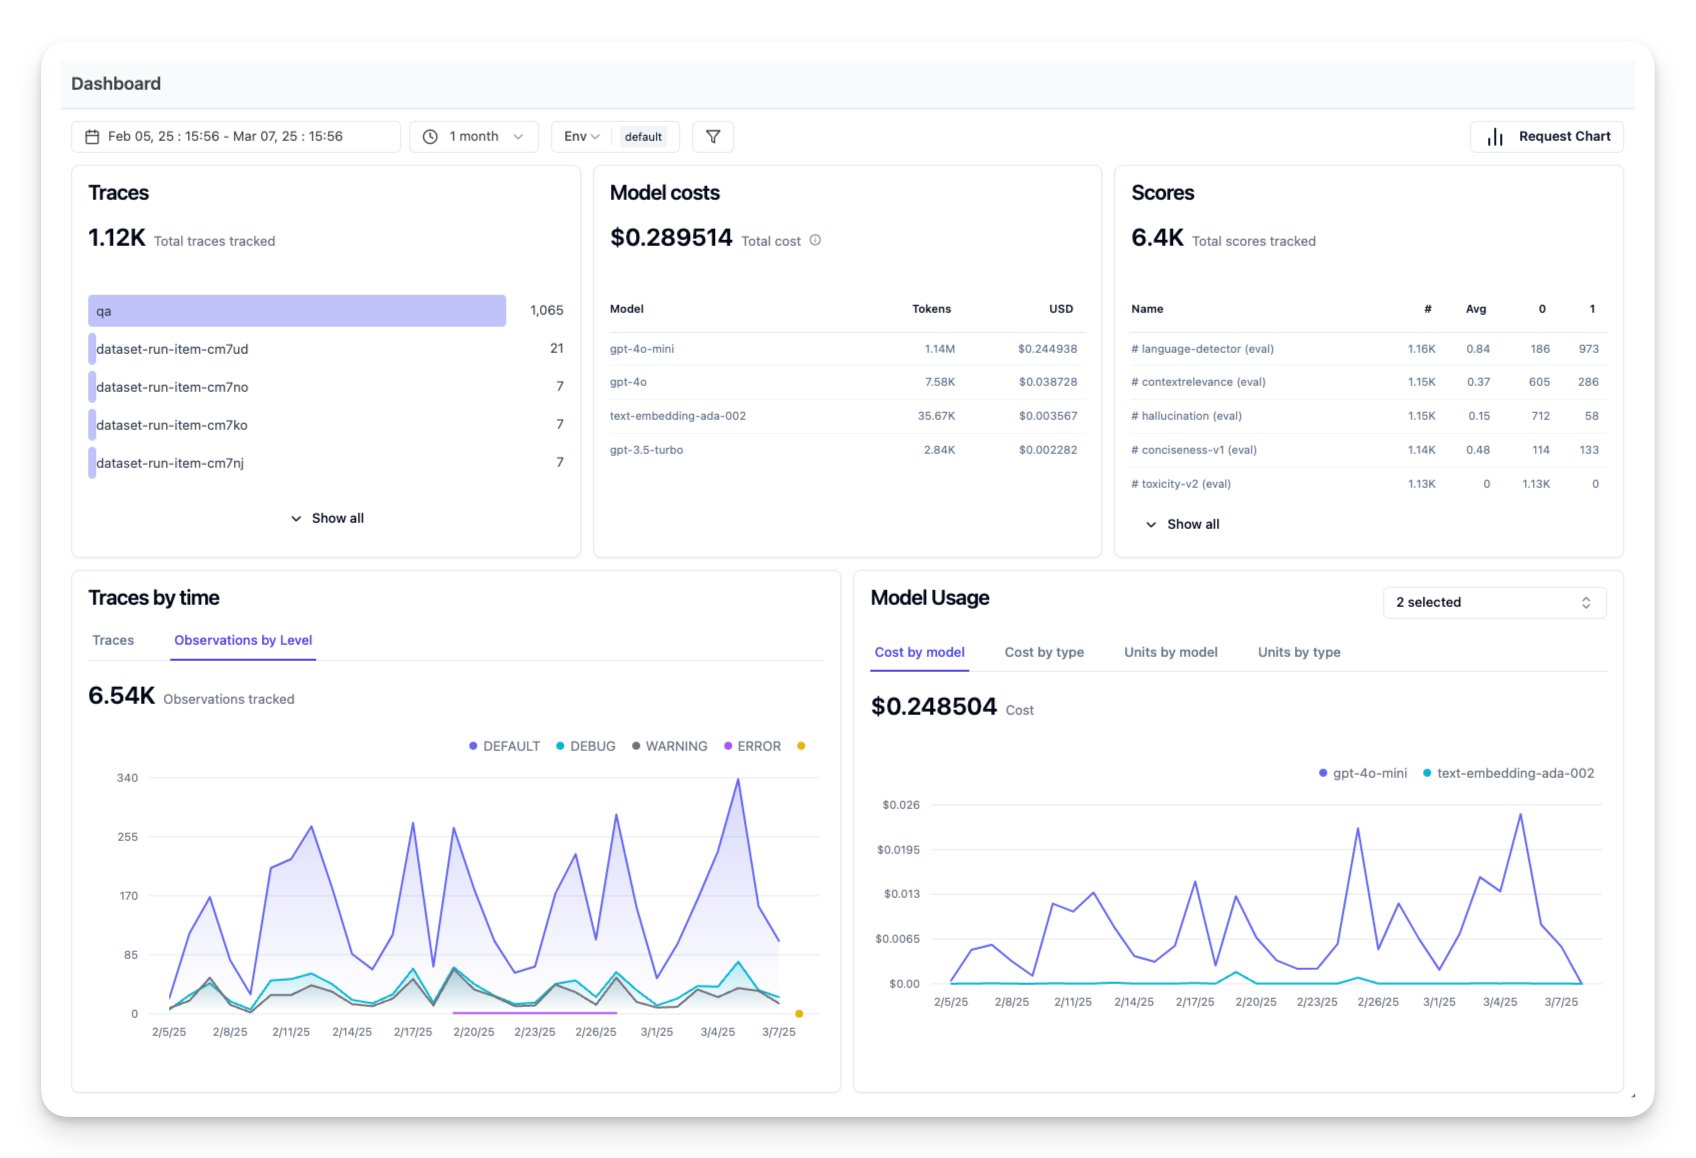 Dashboard
Feb 05, 25 : 15:56 - Mar 07, 25 : 15:56
1 month
Env
default
Request Chart
Traces
1.12K Total traces tracked
qa 1,065
dataset-run-item-cm7ud 21
dataset-run-item-cm7no 7
dataset-run-item-cm7ko 7
dataset-run-item-cm7nj 7
Show all
Model costs
$0.289514 Total cost
Model Tokens USD
gpt-4o-mini 1.14M $0.244938
gpt-4o 7.58K $0.038728
text-embedding-ada-002 35.67K $0.003567
gpt-3.5-turbo 2.84K $0.002282
Scores
6.4K Total scores tracked
Name # Avg 0 1
# language-detector (eval) 1.16K 0.84 186 973
# contextrelevance (eval) 1.15K 0.37 605 286
# hallucination (eval) 1.15K 0.15 712 58
# conciseness-v1 (eval) 1.14K 0.48 114 133
# toxicity-v2 (eval) 1.13K 0 1.13K 0
Show all
Traces by time
Traces Observations by Level
6.54K Observations tracked
DEFAULT DEBUG WARNING ERROR
340
255
170
85
0
2/5/25 2/8/25 2/11/25 2/14/25 2/17/25 2/20/25 2/23/25 2/26/25 3/1/25 3/4/25 3/7/25
Model Usage
2 selected
Cost by model Cost by type Units by model Units by type
$0.248504 Cost
gpt-4o-mini text-embedding-ada-002
$0.026
$0.0195
$0.013
$0.0065
$0.00
2/5/25 2/8/25 2/11/25 2/14/25 2/17/25 2/20/25 2/23/25 2/26/25 3/1/25 3/4/25 3/7/25